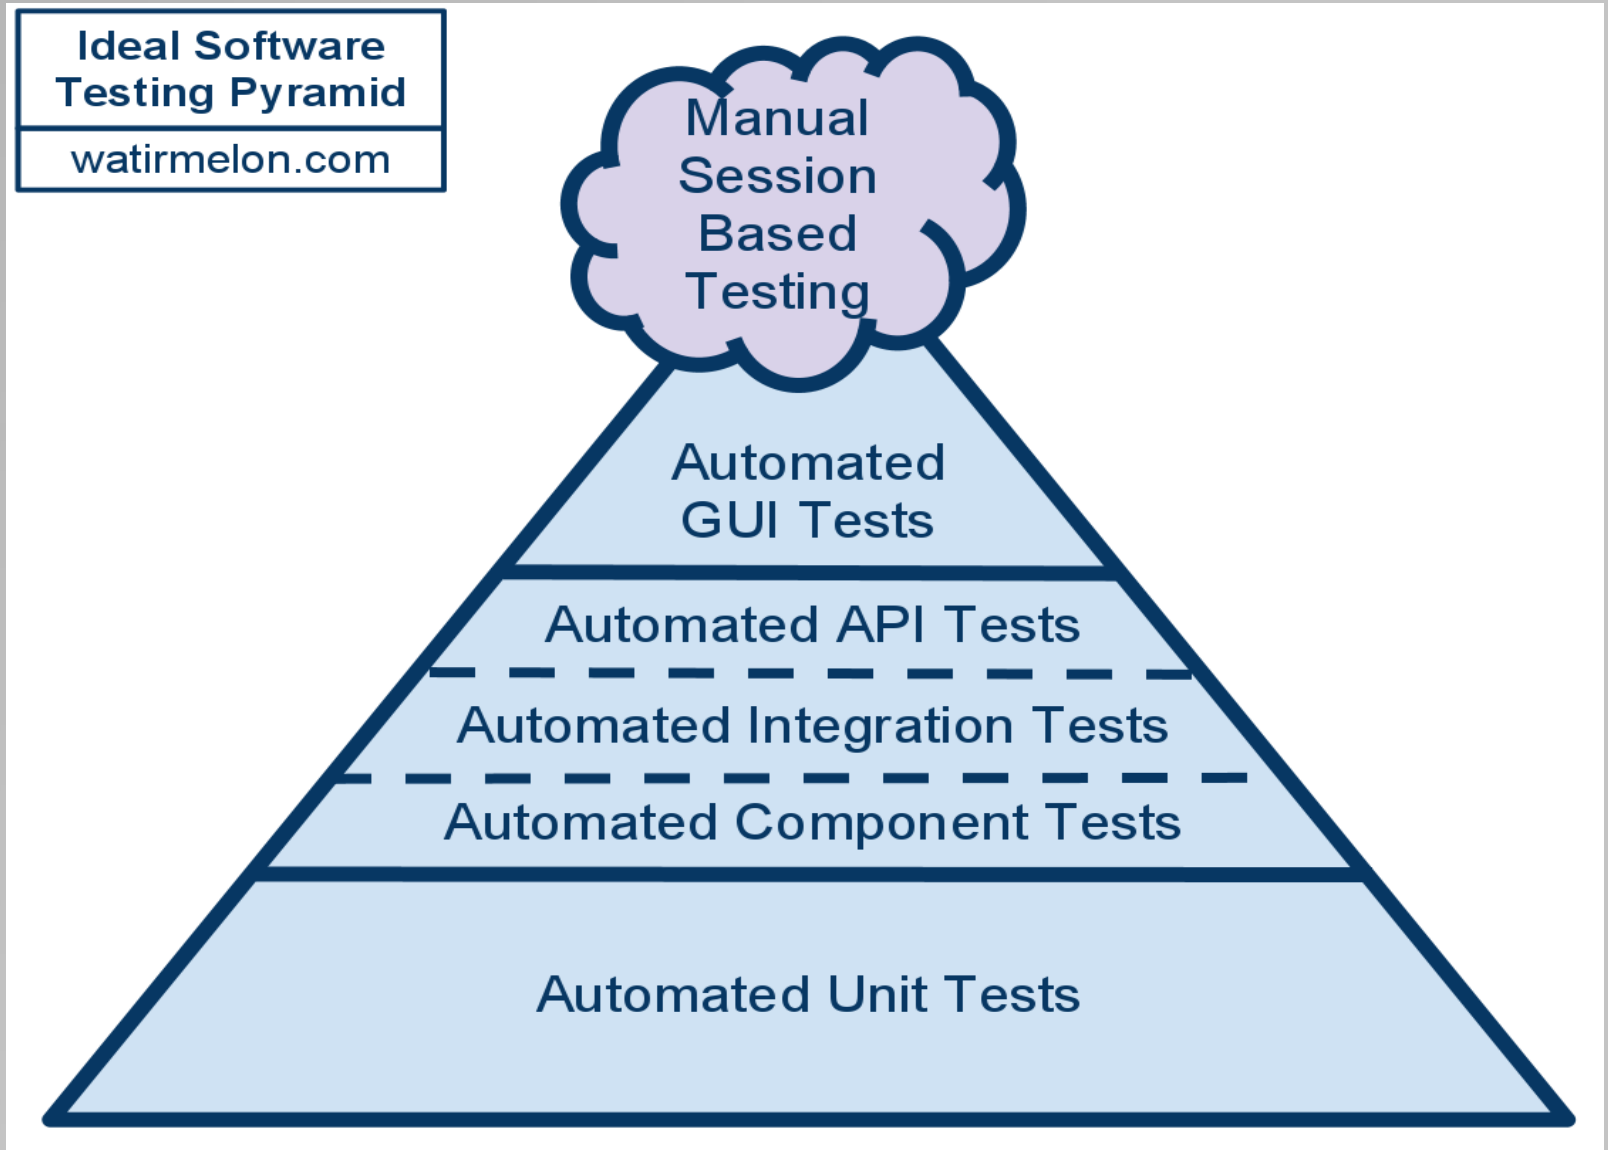 Ideal Software
Testing Pyramid
watirmelon.com
Manual
Session
Based
Testing
Automated
GUI Tests
Automated API Tests
Automated Integration Tests
Automated Component Tests
Automated Unit Tests